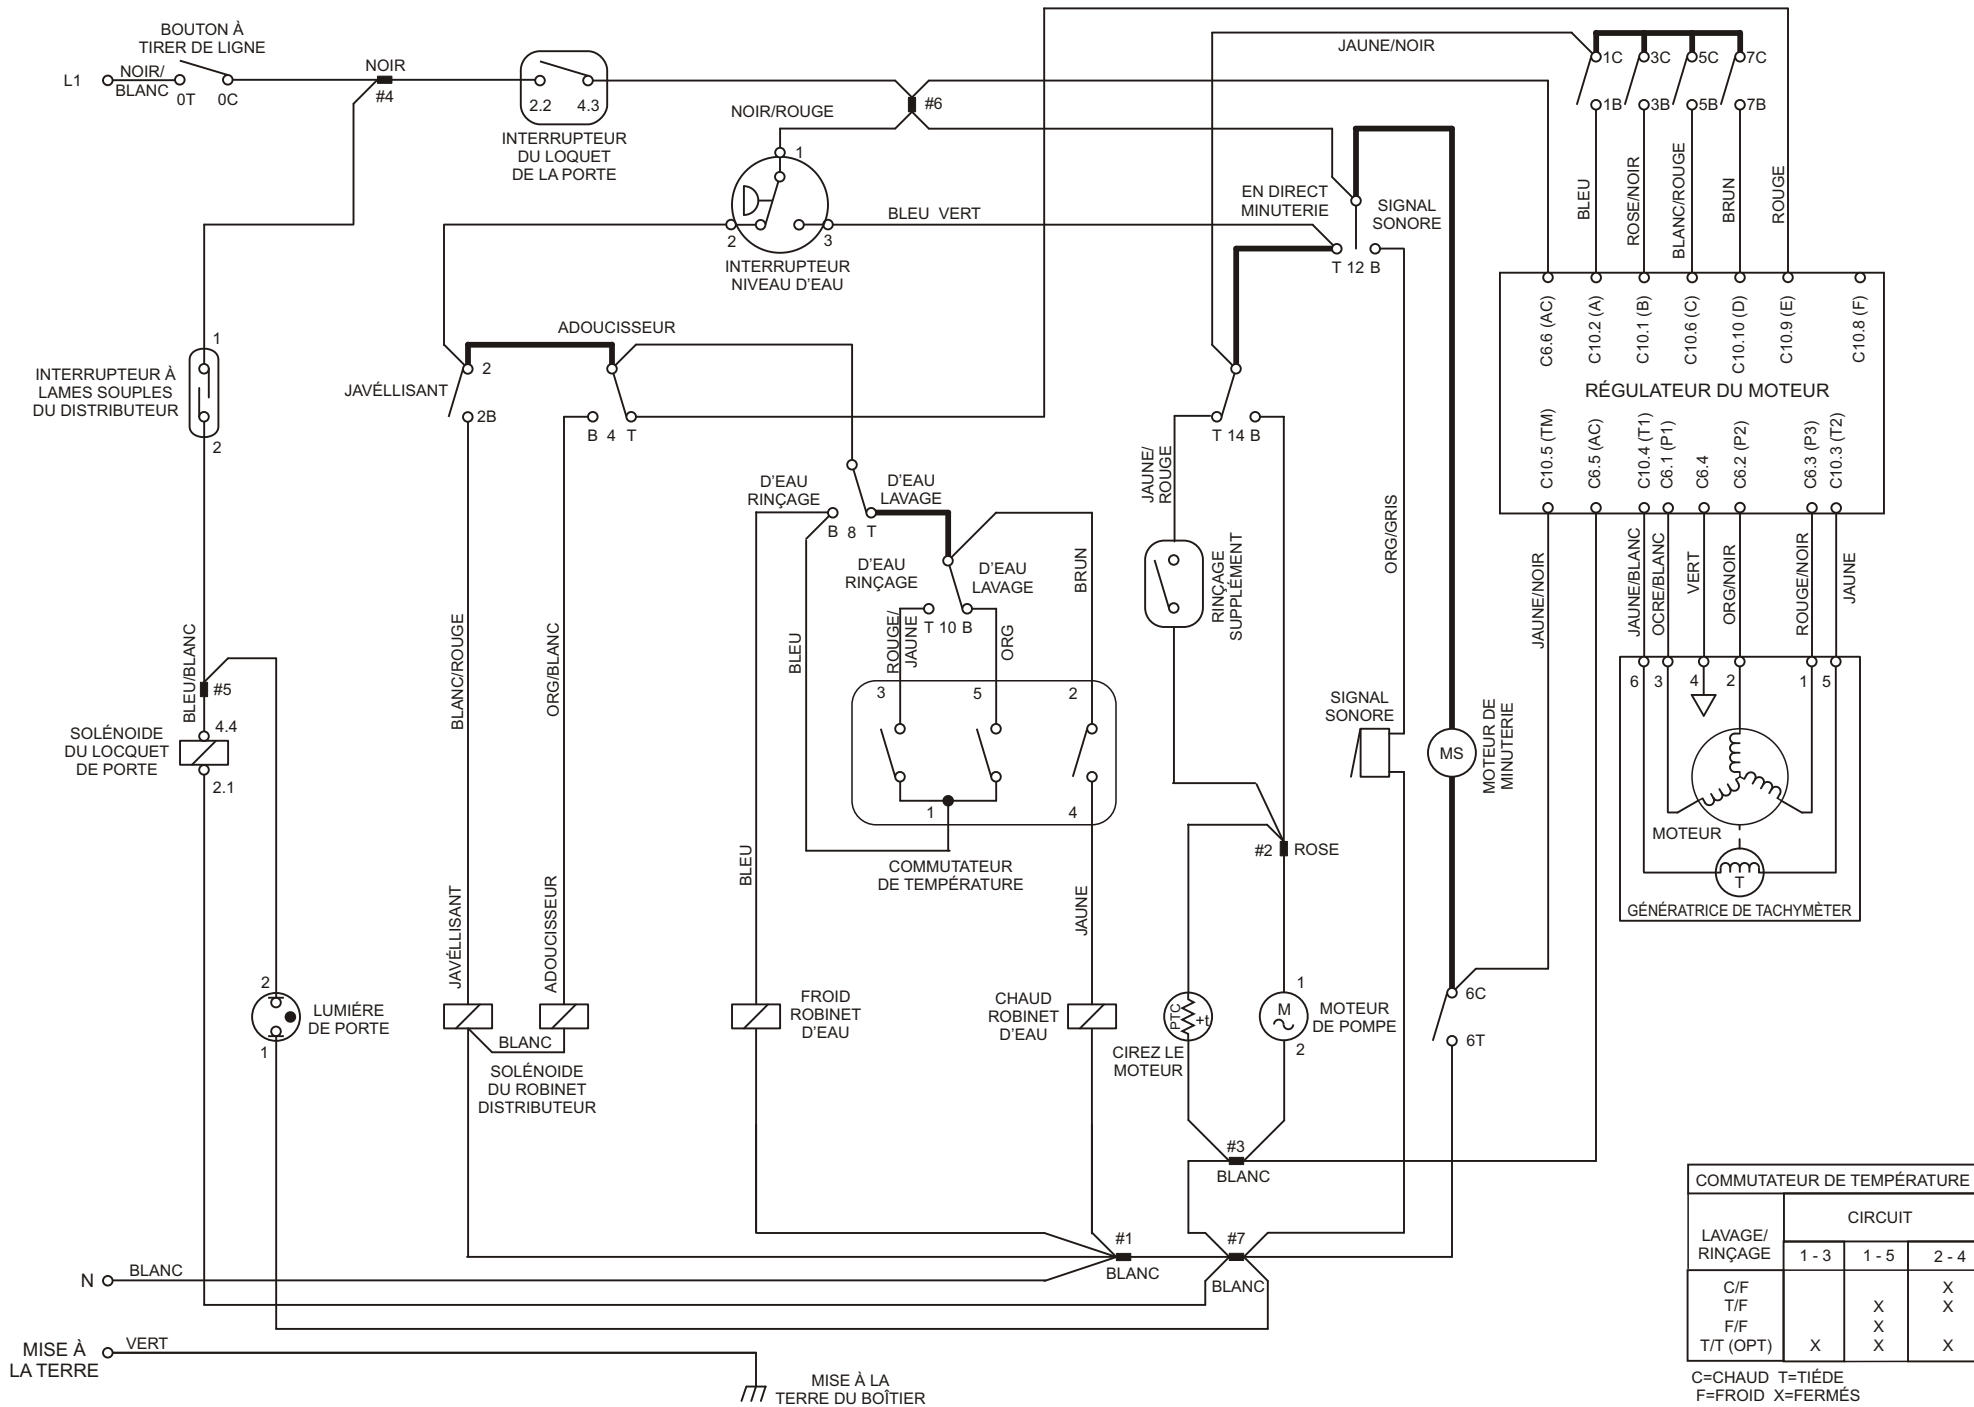 BOUTON À
TIRER DE LIGNE
L1
NOIR/
BLANC
0T
0C
NOIR
#4
2.2
4.3
INTERRUPTEUR
DU LOQUET
DE LA PORTE
NOIR/ROUGE
#6
JAUNE/NOIR
1C
3C
5C
7C
1B
3B
5B
7B
1
2
3
INTERRUPTEUR
NIVEAU D'EAU
BLEU VERT
EN DIRECT
MINUTERIE
SIGNAL
SONORE
T 12 B
BLEU
ROSE/NOIR
BLANC/ROUGE
BRUN
ROUGE
C6.6 (AC)
C10.2 (A)
C10.1 (B)
C10.6 (C)
C10.10 (D)
C10.9 (E)
C10.8 (F)
RÉGULATEUR DU MOTEUR
C10.5 (TM)
C6.5 (AC)
C10.4 (T1)
C6.1 (P1)
C6.4
C6.2 (P2)
C6.3 (P3)
C10.3 (T2)
1
INTERRUPTEUR À
LAMES SOUPLES
DU DISTRIBUTEUR
2
ADOUCISSEUR
JAVÉLLISANT
2
2B
B 4 T
T 14 B
D'EAU
RINÇAGE
D'EAU
LAVAGE
B 8 T
D'EAU
RINÇAGE
D'EAU
LAVAGE
T 10 B
BRUN
JAUNE/
ROUGE
RINÇAGE
SUPPLÉMENT
ORG/GRIS
JAUNE/NOIR
JAUNE/BLANC
OCRE/BLANC
VERT
ORG/NOIR
ROUGE/NOIR
JAUNE
BLEU/BLANC
#5
4.4
SOLÉNOIDE
DU LOCQUET
DE PORTE
2.1
BLANC/ROUGE
ORG/BLANC
BLEU
ROUGE/
JAUNE
ORG
3
5
2
1
4
COMMUTATEUR
DE TEMPÉRATURE
SIGNAL
SONORE
MS
MOTEUR DE
MINUTERIE
6
3
4
2
1
5
MOTEUR
T
GÉNÉRATRICE DE TACHYMÈTER
#2
ROSE
JAVÉLLISANT
ADOUCISSEUR
BLEU
JAUNE
2
LUMIÉRE
DE PORTE
1
BLANC
SOLÉNOIDE
DU ROBINET
DISTRIBUTEUR
FROID
ROBINET
D'EAU
CHAUD
ROBINET
D'EAU
PTC
+t
CIREZ LE
MOTEUR
1
M
2
MOTEUR
DE POMPE
6C
6T
#3
BLANC
#1
BLANC
#7
BLANC
N
BLANC
MISE À
LA TERRE
VERT
MISE À LA
TERRE DU BOÎTIER
COMMUTATEUR DE TEMPÉRATURE
LAVAGE/
RINÇAGE
CIRCUIT
1 - 3
1 - 5
2 - 4
C/F X
T/F X X
F/F X
T/T (OPT) X X X
C=CHAUD T=TIÉDE
F=FROID X=FERMÉS